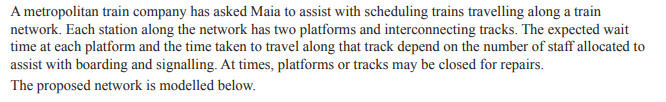 A metropolitan train company has asked Maia to assist with scheduling trains travelling along a train
network. Each station along the network has two platforms and interconnecting tracks. The expected wait
time at each platform and the time taken to travel along that track depend on the number of staff allocated to
assist with boarding and signalling. At times, platforms or tracks may be closed for repairs.
The proposed network is modelled below.